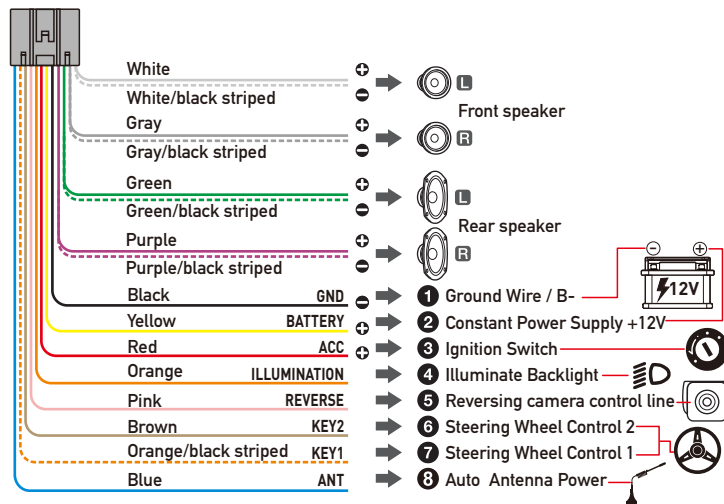 White
White/black striped
L
Front speaker
Gray
Gray/black striped
R
Green
Green/black striped
L
Rear speaker
Purple
Purple/black striped
R
Black GND 1 Ground Wire / B-
12V
Yellow BATTERY 2 Constant Power Supply +12V
Red ACC 3 Ignition Switch
Orange ILLUMINATION 4 Illuminate Backlight
Pink REVERSE 5 Reversing camera control line
Brown KEY2 6 Steering Wheel Control 2
Orange/black striped KEY1 7 Steering Wheel Control 1
Blue ANT 8 Auto Antenna Power